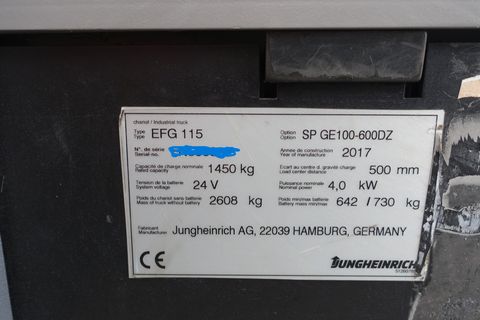 chariot / Industrial truck
Type EFG 115 Option SP GE100-600DZ
Type Option
N°. de série Année de construction 2017
Serial-no. Year of manufacture
Capacité de charge nominale 1450 kg Ecart au centre d. gravité charge 500 mm
Rated capacity Load center distance
Tension de la batterie 24 V Puissance nominale 4,0 kW
System voltage Nominal power
Poids du chariot sans batterie 2608 kg Poids min/max batterie 642 / 730 kg
Mass of truck without battery Battery mass min/max
Fabricant Jungheinrich AG, 22039 HAMBURG, GERMANY
Manufacturer
CE JUNGHEINRICH